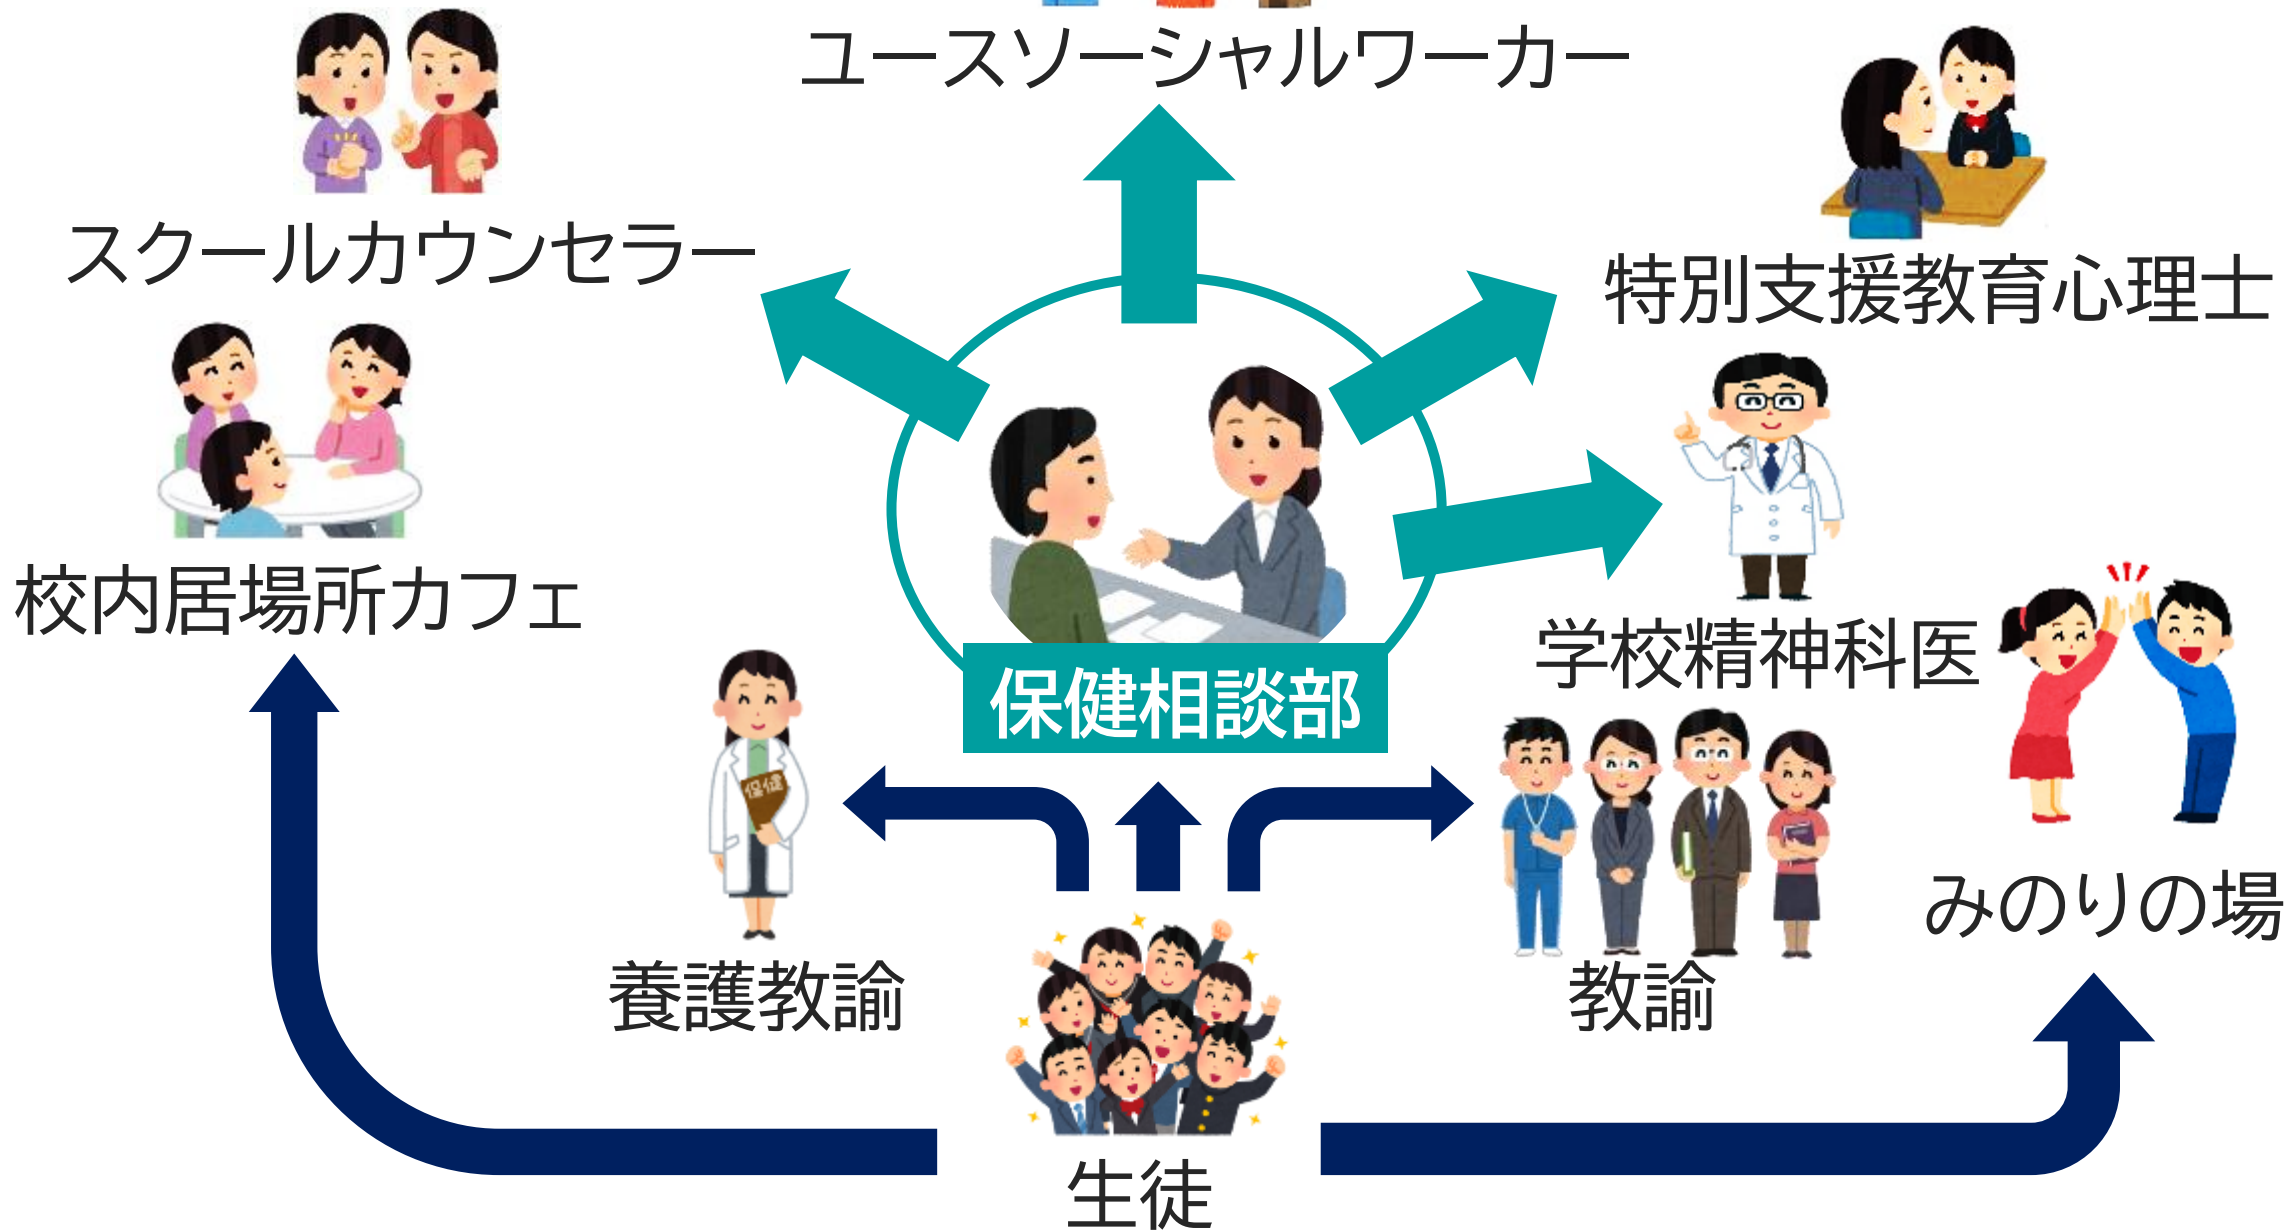 ユースソーシャルワーカー
スクールカウンセラー
特別支援教育心理士
校内居場所カフェ
学校精神科医
保健相談部
保健
みのりの場
養護教諭
教諭
生徒